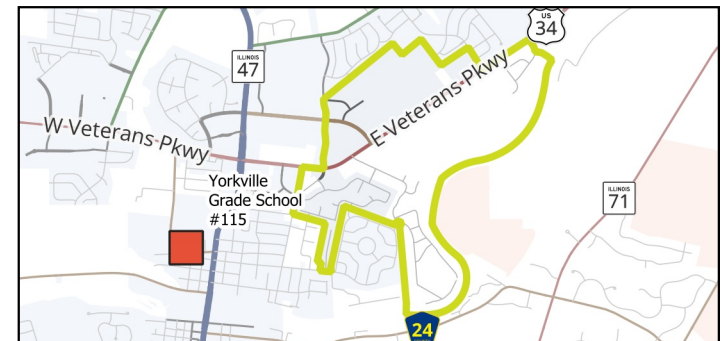 US
34
ILLINOIS
47
E Veterans Pkwy
W Veterans Pkwy
Yorkville
Grade School
#115
ILLINOIS
71
24